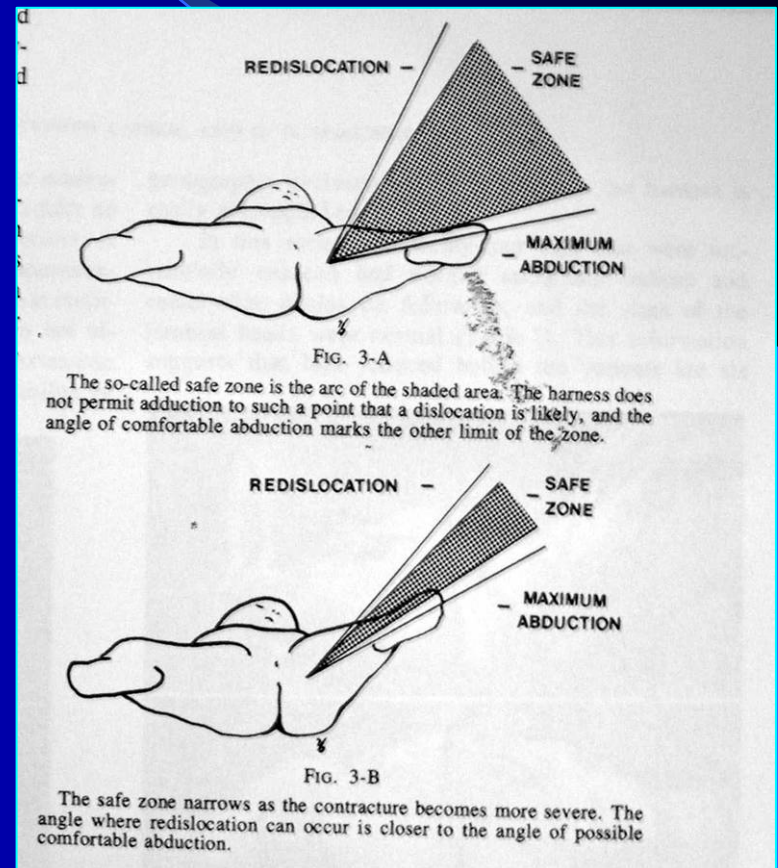 d
d
REDISLOCATION –
– SAFE
ZONE
– MAXIMUM
ABDUCTION
FIG. 3-A
The so-called safe zone is the arc of the shaded area. The harness does
not permit adduction to such a point that a dislocation is likely, and the
angle of comfortable abduction marks the other limit of the zone.
REDISLOCATION –
– SAFE
ZONE
– MAXIMUM
ABDUCTION
FIG. 3-B
The safe zone narrows as the contracture becomes more severe. The
angle where redislocation can occur is closer to the angle of possible
comfortable abduction.